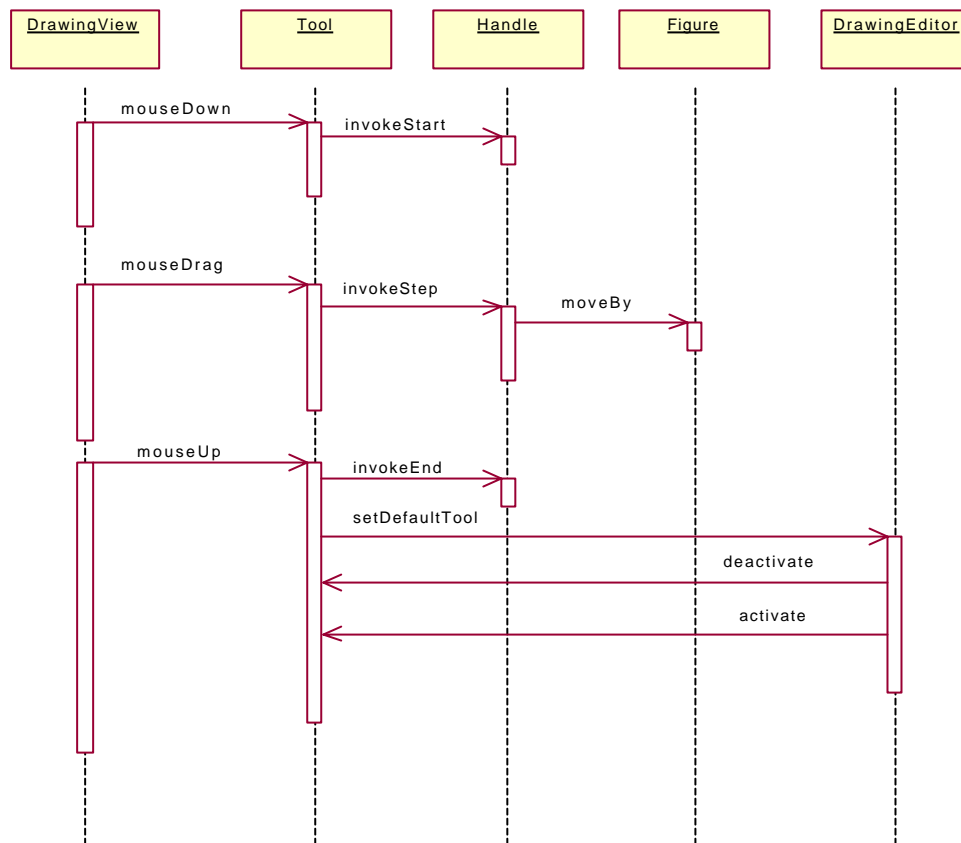 DrawingView
Tool
Handle
Figure
DrawingEditor
mouseDown
invokeStart
mouseDrag
invokeStep
moveBy
mouseUp
invokeEnd
setDefaultTool
deactivate
activate